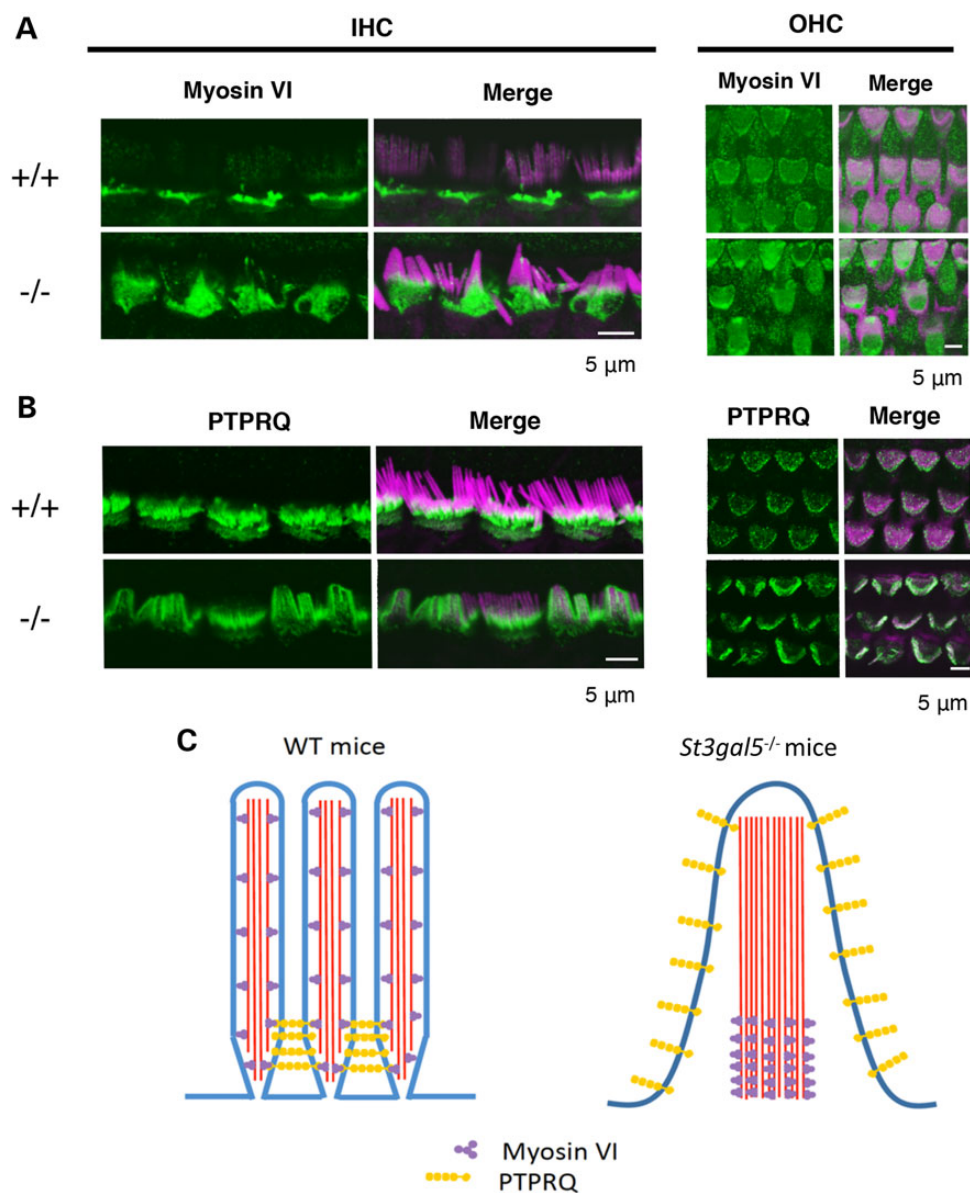 A
IHC
OHC
Myosin VI Merge
Myosin VI Merge
+/+
-/-
5 µm
5 µm
B
PTPRQ Merge
PTPRQ Merge
+/+
-/-
5 µm
5 µm
C
WT mice
St3gal5-/- mice
Myosin VI
PTPRQ